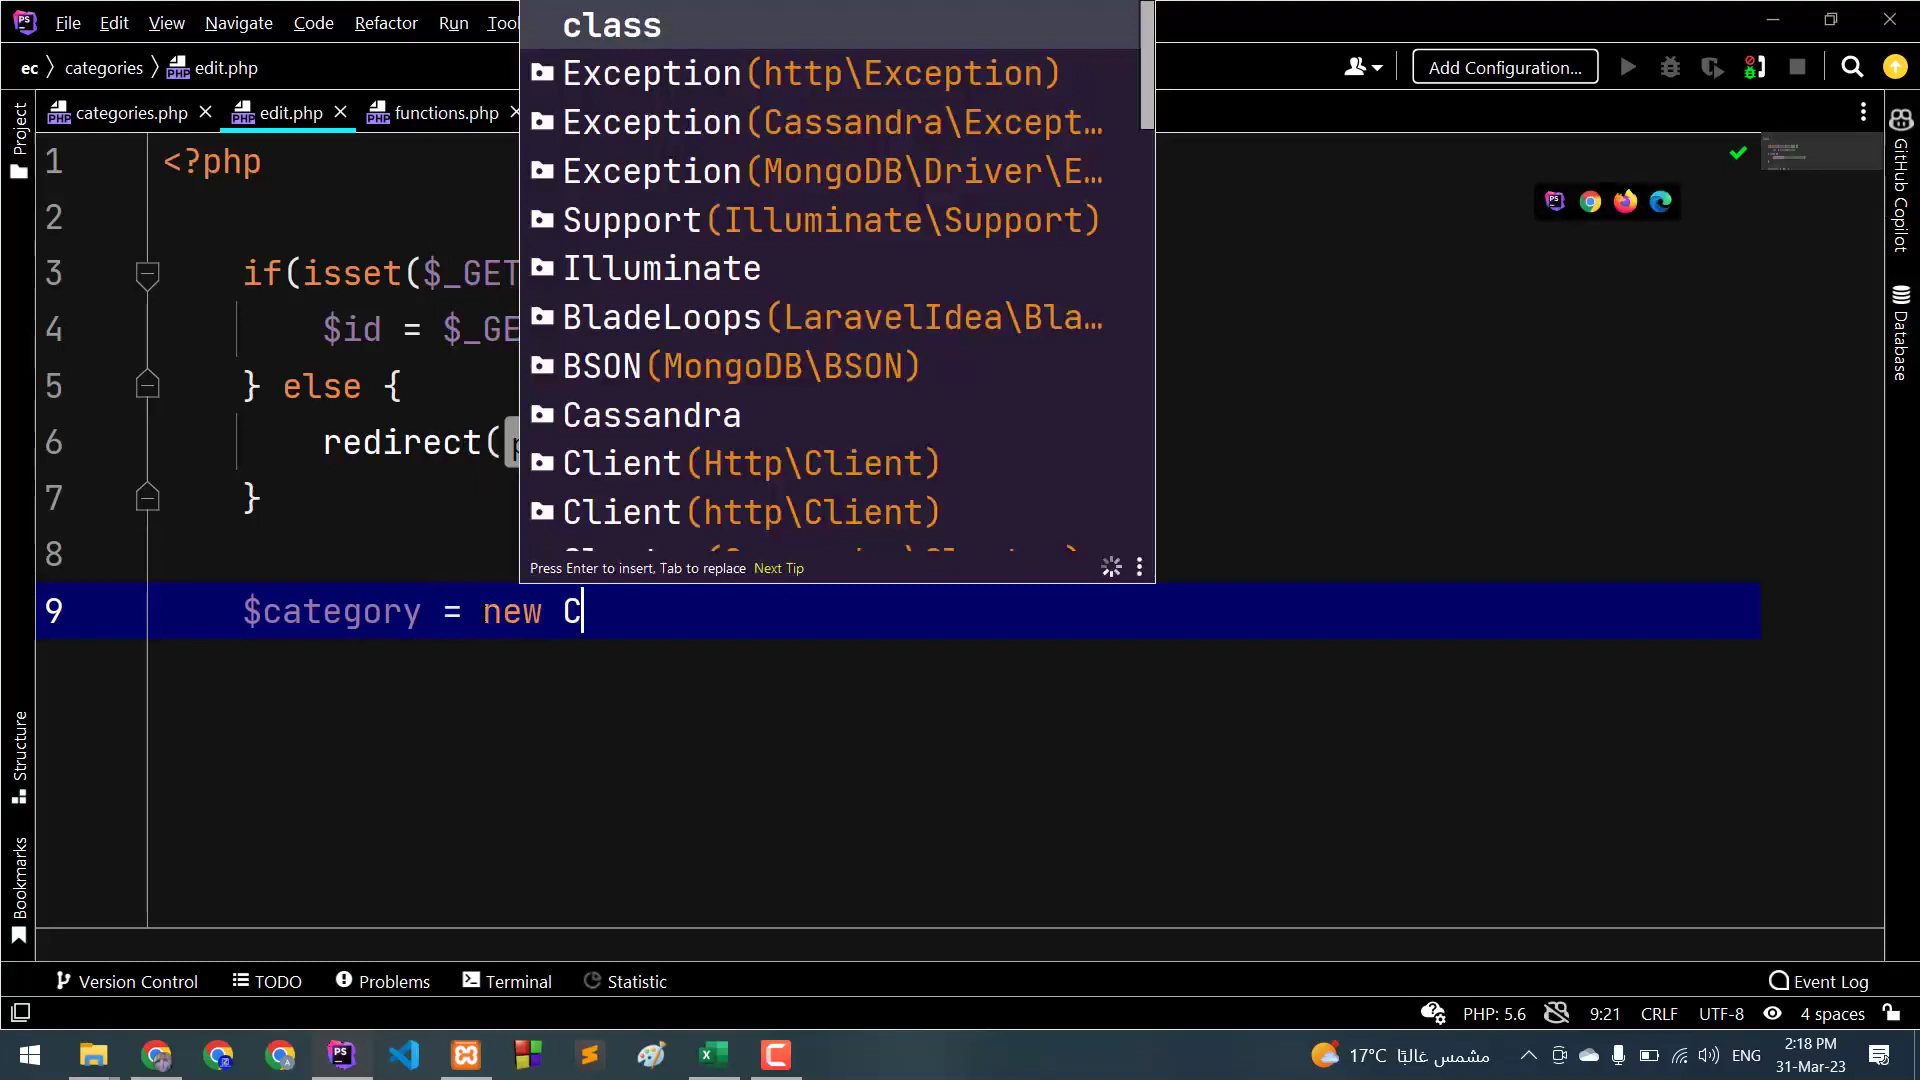 File Edit View Navigate Code Refactor Run
ec categories edit.php
Add Configuration...
categories.php edit.php functions.php
1 <?php
2
3 if(isset($_GET
4 $id = $_GE
5 } else {
6 redirect(
7 }
8
9 $category = new C
class
Exception(http\Exception)
Exception(Cassandra\Except…
Exception(MongoDB\Driver\E…
Support(Illuminate\Support)
Illuminate
BladeLoops(LaravelIdea\Bla…
BSON(MongoDB\BSON)
Cassandra
Client(Http\Client)
Client(http\Client)
Press Enter to insert, Tab to replace Next Tip
Project
Structure
Bookmarks
GitHub Copilot
Database
Version Control TODO Problems Terminal Statistic Event Log
PHP: 5.6 9:21 CRLF UTF-8 4 spaces
17°C مشمس غالبًا ENG 2:18 PM
31-Mar-23